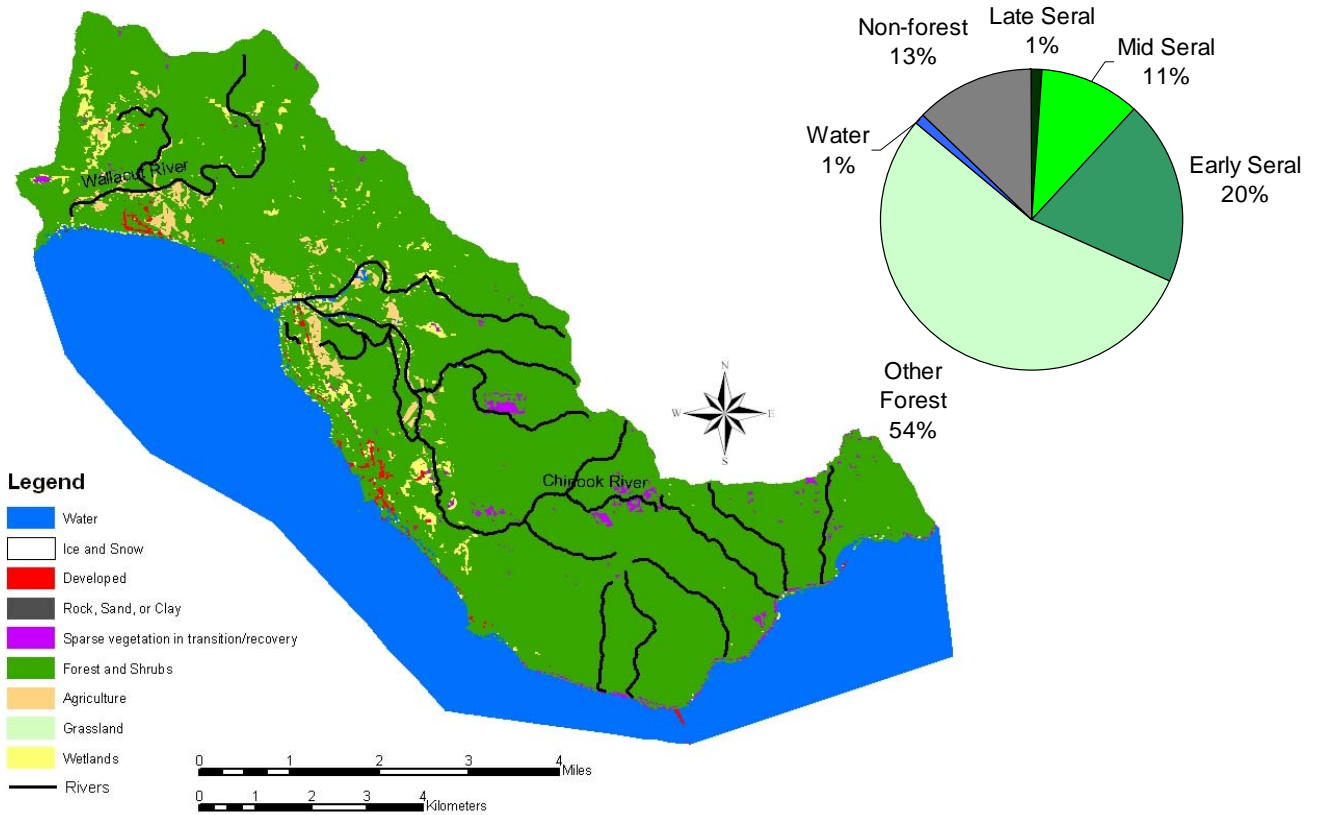 Late Seral
1%
Non-forest
13%
Mid Seral
11%
Water
1%
Early Seral
20%
Other
Forest
54%
Wallacut River
Chinook River
N
W
E
S
Legend
Water
Ice and Snow
Developed
Rock, Sand, or Clay
Sparse vegetation in transition/recovery
Forest and Shrubs
Agriculture
Grassland
Wetlands
Rivers
0 1 2 3 4
Miles
0 1 2 3 4
Kilometers